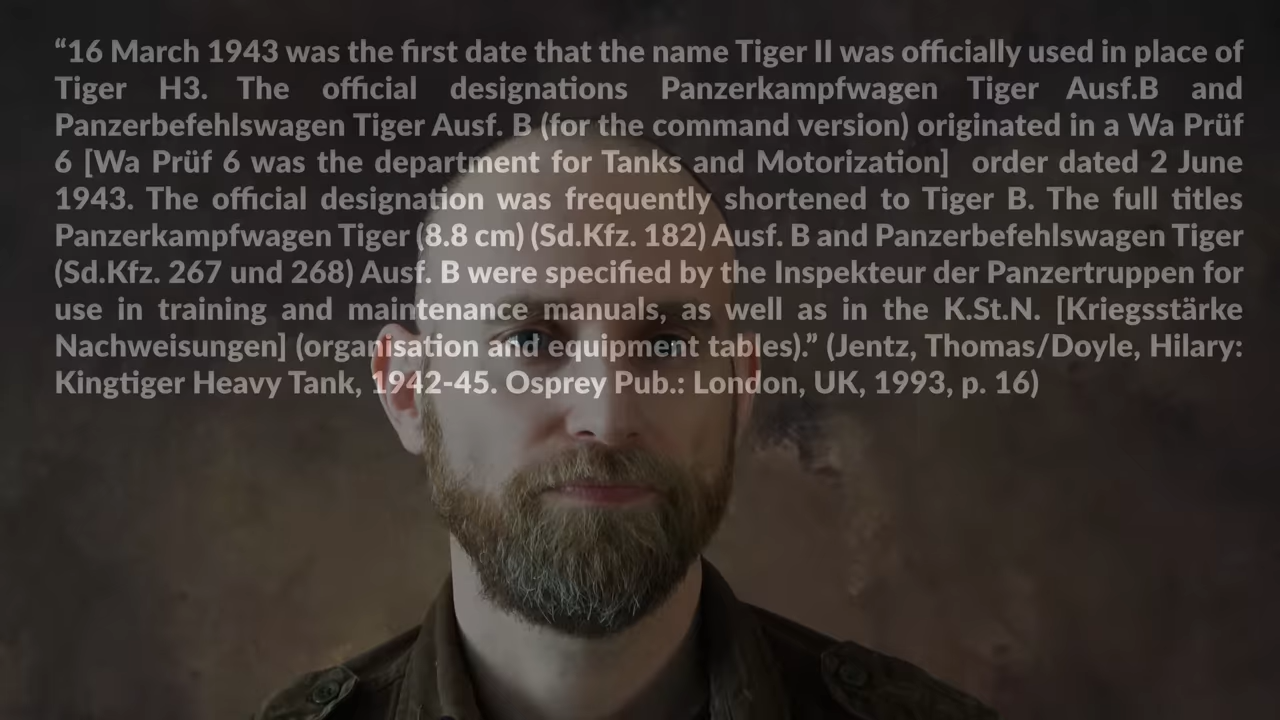 “16 March 1943 was the first date that the name Tiger II was officially used in place of
Tiger H3. The official designations Panzerkampfwagen Tiger Ausf.B and
Panzerbefehlswagen Tiger Ausf. B (for the command version) originated in a Wa Prüf
6 [Wa Prüf 6 was the department for Tanks and Motorization] order dated 2 June
1943. The official designation was frequently shortened to Tiger B. The full titles
Panzerkampfwagen Tiger (8.8 cm) (Sd.Kfz. 182) Ausf. B and Panzerbefehlswagen Tiger
(Sd.Kfz. 267 und 268) Ausf. B were specified by the Inspekteur der Panzertruppen for
use in training and maintenance manuals, as well as in the K.St.N. [Kriegsstärke
Nachweisungen] (organisation and equipment tables).” (Jentz, Thomas/Doyle, Hilary:
Kingtiger Heavy Tank, 1942-45. Osprey Pub.: London, UK, 1993, p. 16)